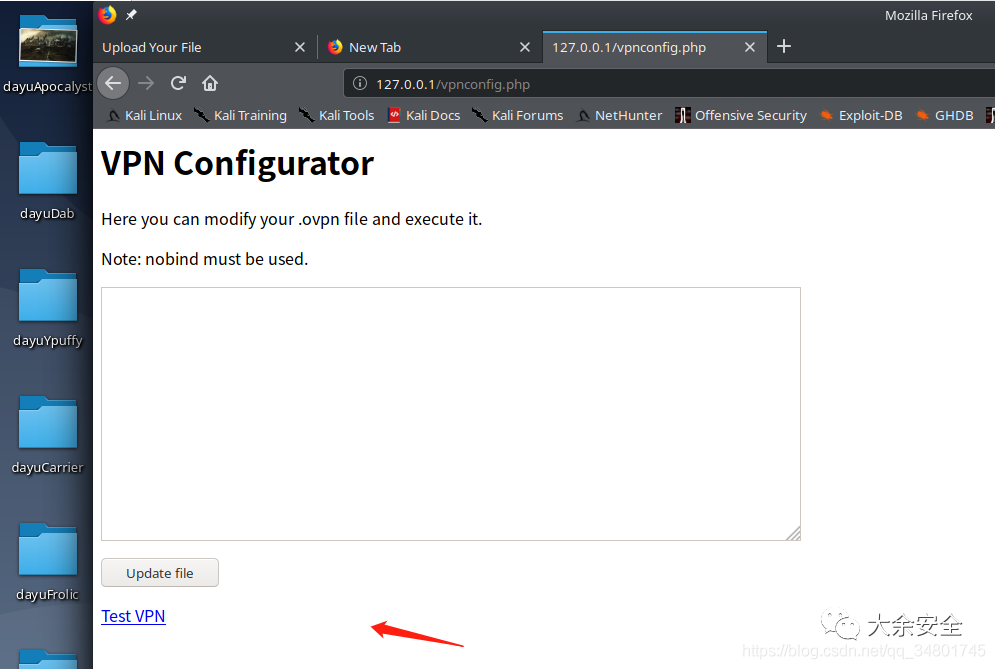 Mozilla Firefox
Upload Your File
New Tab
127.0.0.1/vpnconfig.php
127.0.0.1/vpnconfig.php
Kali Linux
Kali Training
Kali Tools
Kali Docs
Kali Forums
NetHunter
Offensive Security
Exploit-DB
GHDB
dayuApocalyst
dayuDab
dayuYpuffy
dayuCarrier
dayuFrolic
VPN Configurator
Here you can modify your .ovpn file and execute it.
Note: nobind must be used.
Update file
Test VPN
大余安全
https://blog.csdn.net/qq_34801745